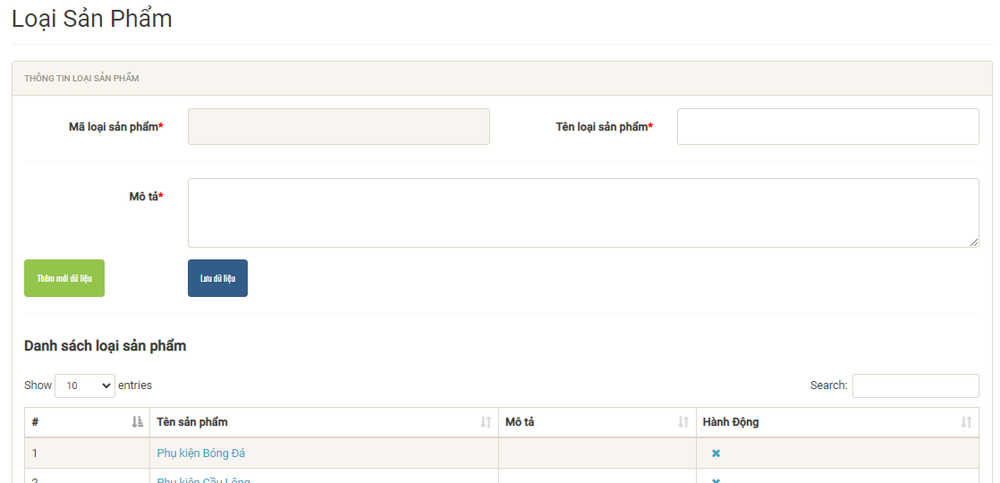 Loại Sản Phẩm
THÔNG TIN LOẠI SẢN PHẨM
Mã loại sản phẩm* Tên loại sản phẩm*
Mô tả*
Thêm mới dữ liệu Lưu dữ liệu
Danh sách loại sản phẩm
Show 10 entries Search:
# Tên sản phẩm Mô tả Hành Động
1 Phụ kiện Bóng Đá
2 Phụ kiện Cầu Lông